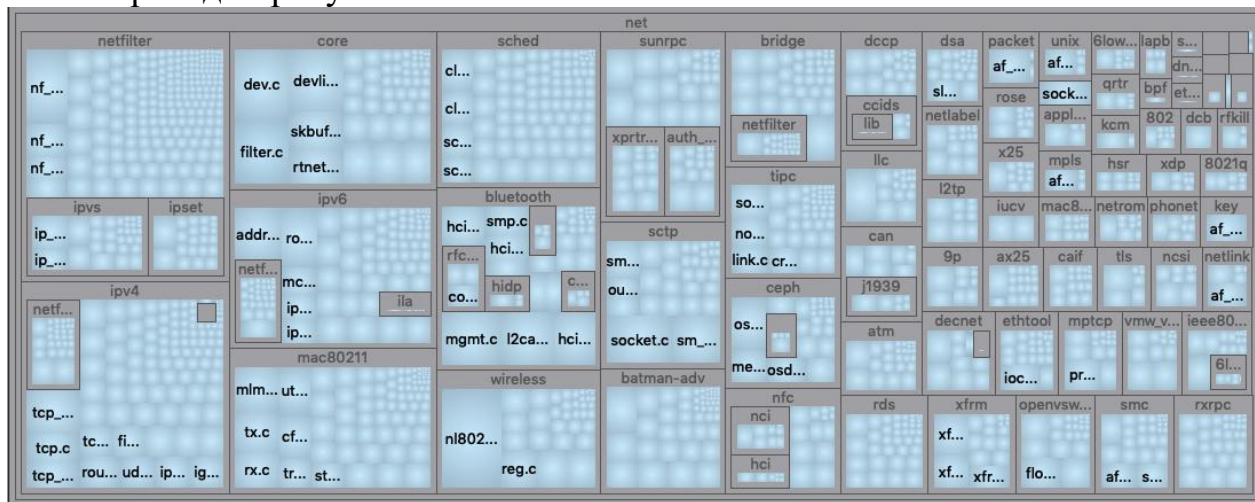 net
netfilter
nf_...
nf_...
nf_...
ipvs
ip_...
ip_...
ipset
ipv4
netf...
tcp_...
tcp.c
tc...
fi...
tcp_...
rou...
ud...
ip...
ig...
core
dev.c
devli...
skbuf...
filter.c
rtnet...
ipv6
addr...
ro...
netf...
mc...
ip...
ila
ip...
mac80211
mlm...
ut...
tx.c
cf...
rx.c
tr...
st...
sched
cl...
cl...
sc...
sc...
bluetooth
hci...
smp.c
hci...
rfc...
co...
hidp
c...
mgmt.c
l2ca...
hci...
wireless
nl802...
reg.c
sunrpc
xprtr...
auth_...
sctp
sm...
ou...
socket.c
sm_...
batman-adv
bridge
netfilter
tipc
so...
no...
link.c
cr...
ceph
os...
me...
osd...
nfc
nci
hci
dccp
ccids
lib
llc
can
j1939
atm
rds
dsa
sl...
netlabel
l2tp
9p
decnet
packet
af_...
rose
x25
iucv
ax25
ethtool
ioc...
unix
af...
sock...
appl...
mpls
af...
mac8...
caif
mptcp
pr...
6low...
qrtr
kcm
hsr
netrom
tls
vmw_v...
lapb
bpf
802
xdp
phonet
ncsi
s...
dn...
et...
dcb
rfkill
8021q
key
af_...
netlink
af_...
ieee80...
6l...
xfrm
xf...
xf...
xfr...
openvsw...
flo...
smc
af...
s...
rxrpc